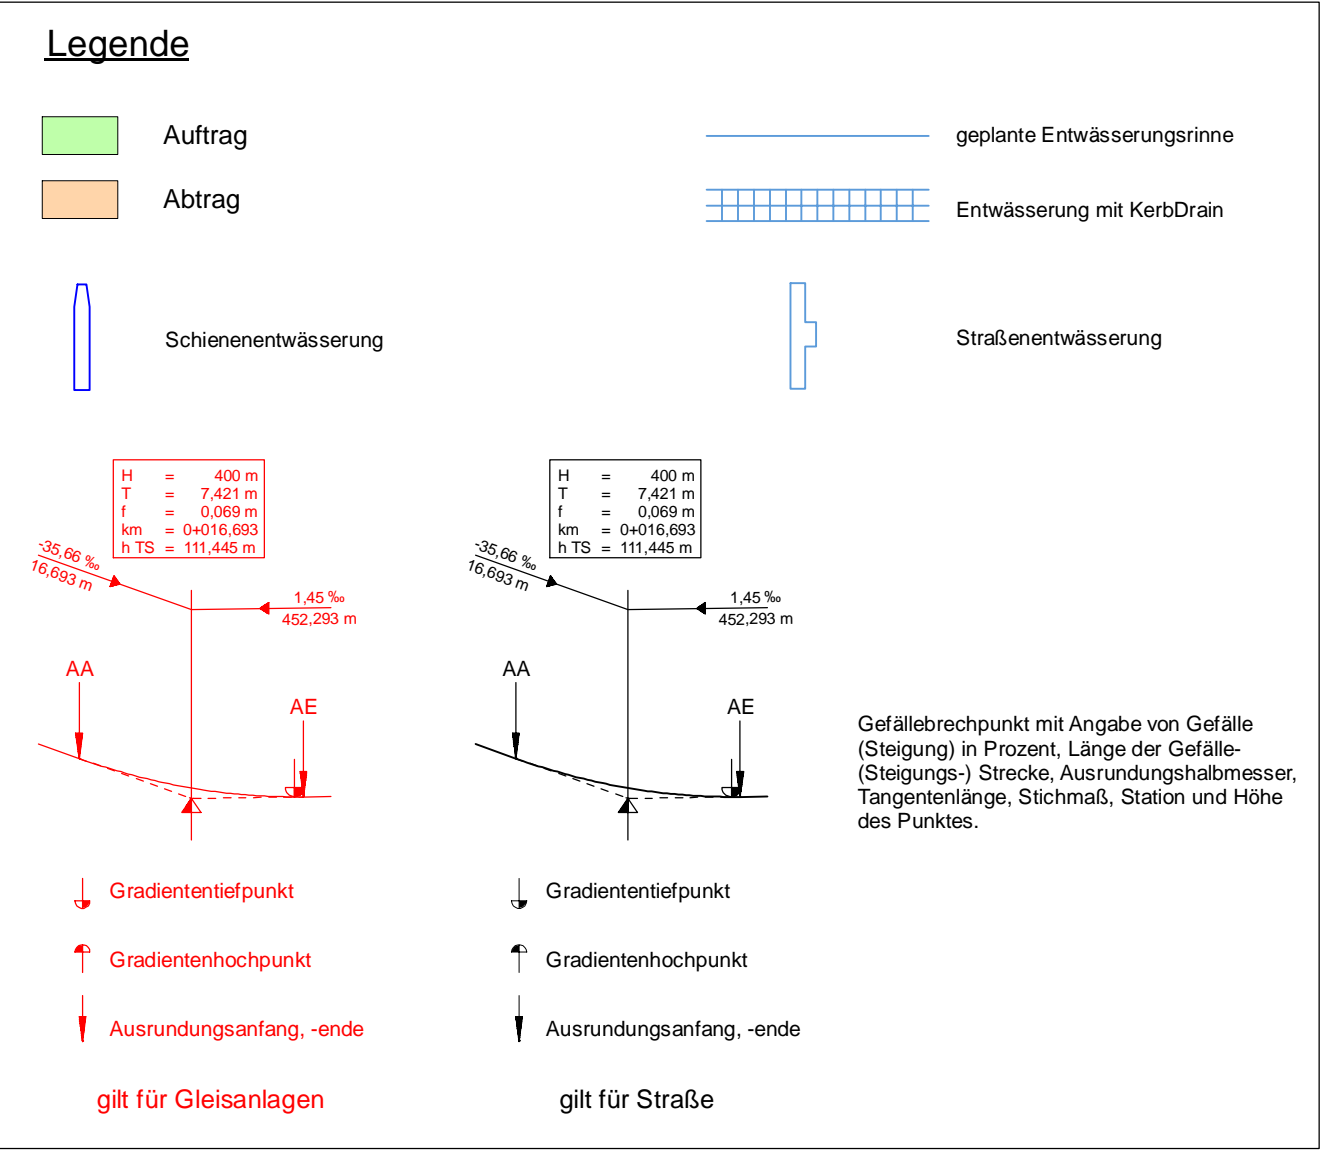 Legende
Auftrag
geplante Entwässerungsrinne
Abtrag
Entwässerung mit KerbDrain
Schienenentwässerung
Straßenentwässerung
H = 400 m
T = 7,421 m
f = 0,069 m
km = 0+016,693
h TS = 111,445 m
-35,66 ‰
16,693 m
1,45 ‰
452,293 m
AA
AE
H = 400 m
T = 7,421 m
f = 0,069 m
km = 0+016,693
h TS = 111,445 m
-35,66 ‰
16,693 m
1,45 ‰
452,293 m
AA
AE
Gefällebrechpunkt mit Angabe von Gefälle
(Steigung) in Prozent, Länge der Gefälle-
(Steigungs-) Strecke, Ausrundungshalbmesser,
Tangentenlänge, Stichmaß, Station und Höhe
des Punktes.
Gradiententiefpunkt
Gradientenhochpunkt
Ausrundungsanfang, -ende
gilt für Gleisanlagen
Gradiententiefpunkt
Gradientenhochpunkt
Ausrundungsanfang, -ende
gilt für Straße